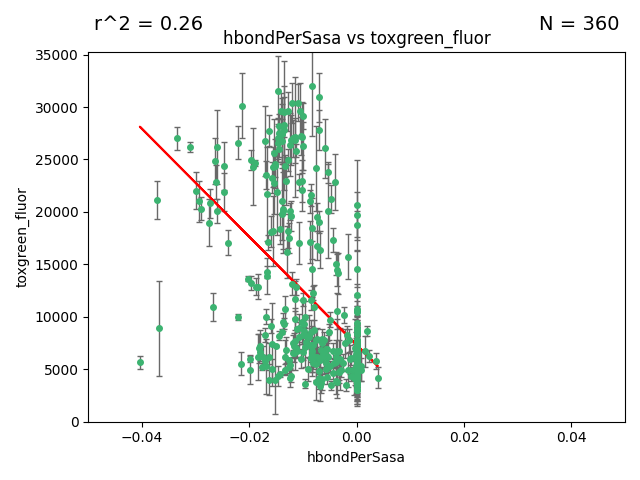 r^2 = 0.26
N = 360
hbondPerSasa vs toxgreen_fluor
35000
30000
25000
20000
15000
10000
5000
0
toxgreen_fluor
−0.04
−0.02
0.00
0.02
0.04
hbondPerSasa